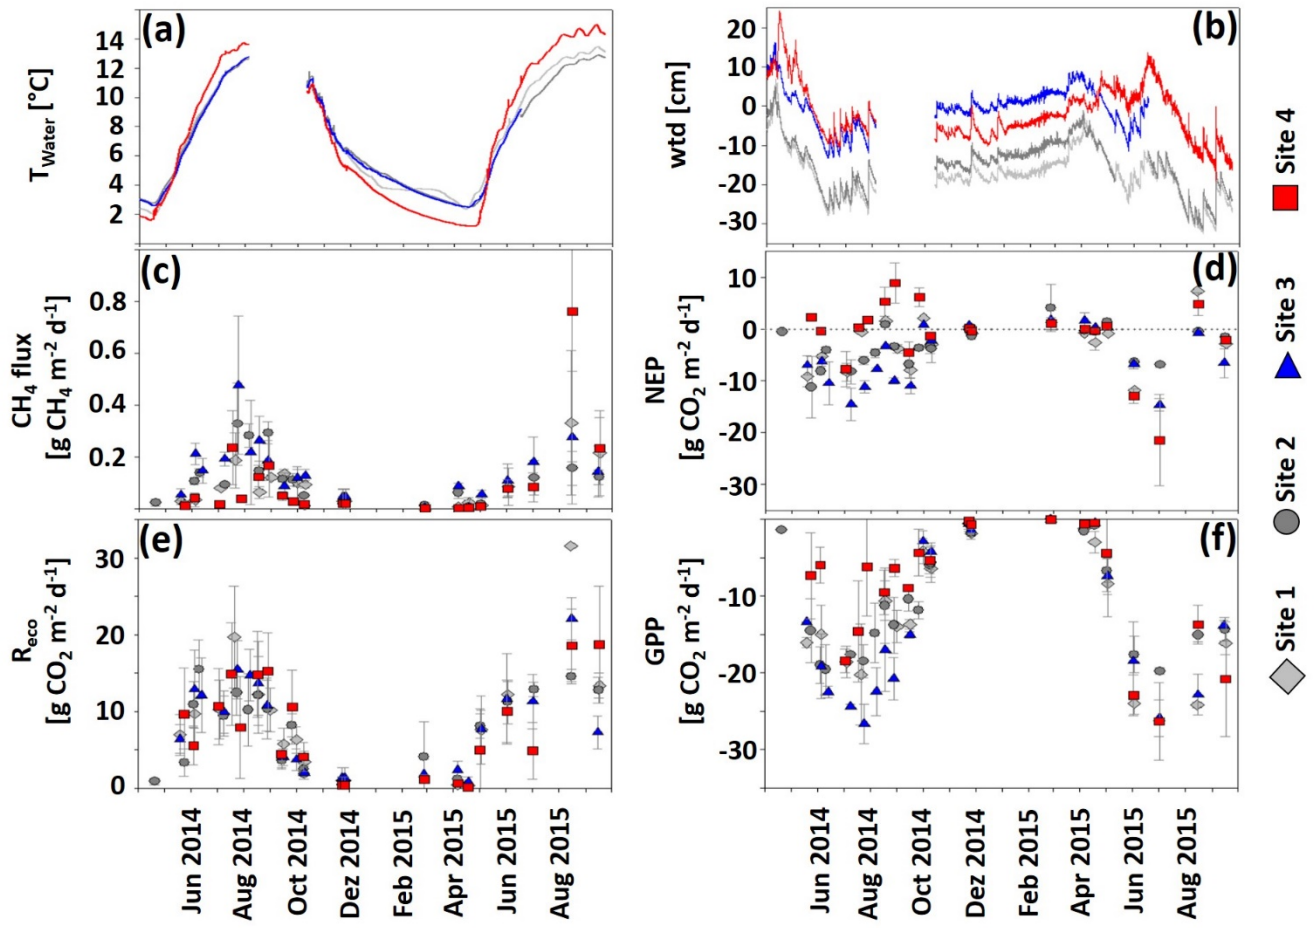 (a)
T_Water [°C]
14
12
10
8
6
4
2
(b)
wtd [cm]
20
10
0
-10
-20
-30
(c)
CH₄ flux
[g CH₄ m⁻² d⁻¹]
0.8
0.6
0.4
0.2
(d)
NEP
[g CO₂ m⁻² d⁻¹]
10
0
-10
-20
-30
(e)
R_eco
[g CO₂ m⁻² d⁻¹]
30
20
10
0
(f)
GPP
[g CO₂ m⁻² d⁻¹]
-10
-20
-30
Jun 2014
Aug 2014
Oct 2014
Dez 2014
Feb 2015
Apr 2015
Jun 2015
Aug 2015
Jun 2014
Aug 2014
Oct 2014
Dez 2014
Feb 2015
Apr 2015
Jun 2015
Aug 2015
Site 1
Site 2
Site 3
Site 4